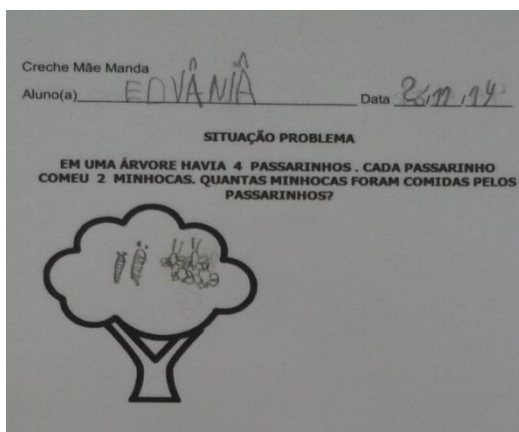 Creche Mãe Manda
Aluno(a) EDVÂNIÂ Data 26,11,14
SITUAÇÃO PROBLEMA
EM UMA ÁRVORE HAVIA 4 PASSARINHOS . CADA PASSARINHO
COMEU 2 MINHOCAS. QUANTAS MINHOCAS FORAM COMIDAS PELOS
PASSARINHOS?